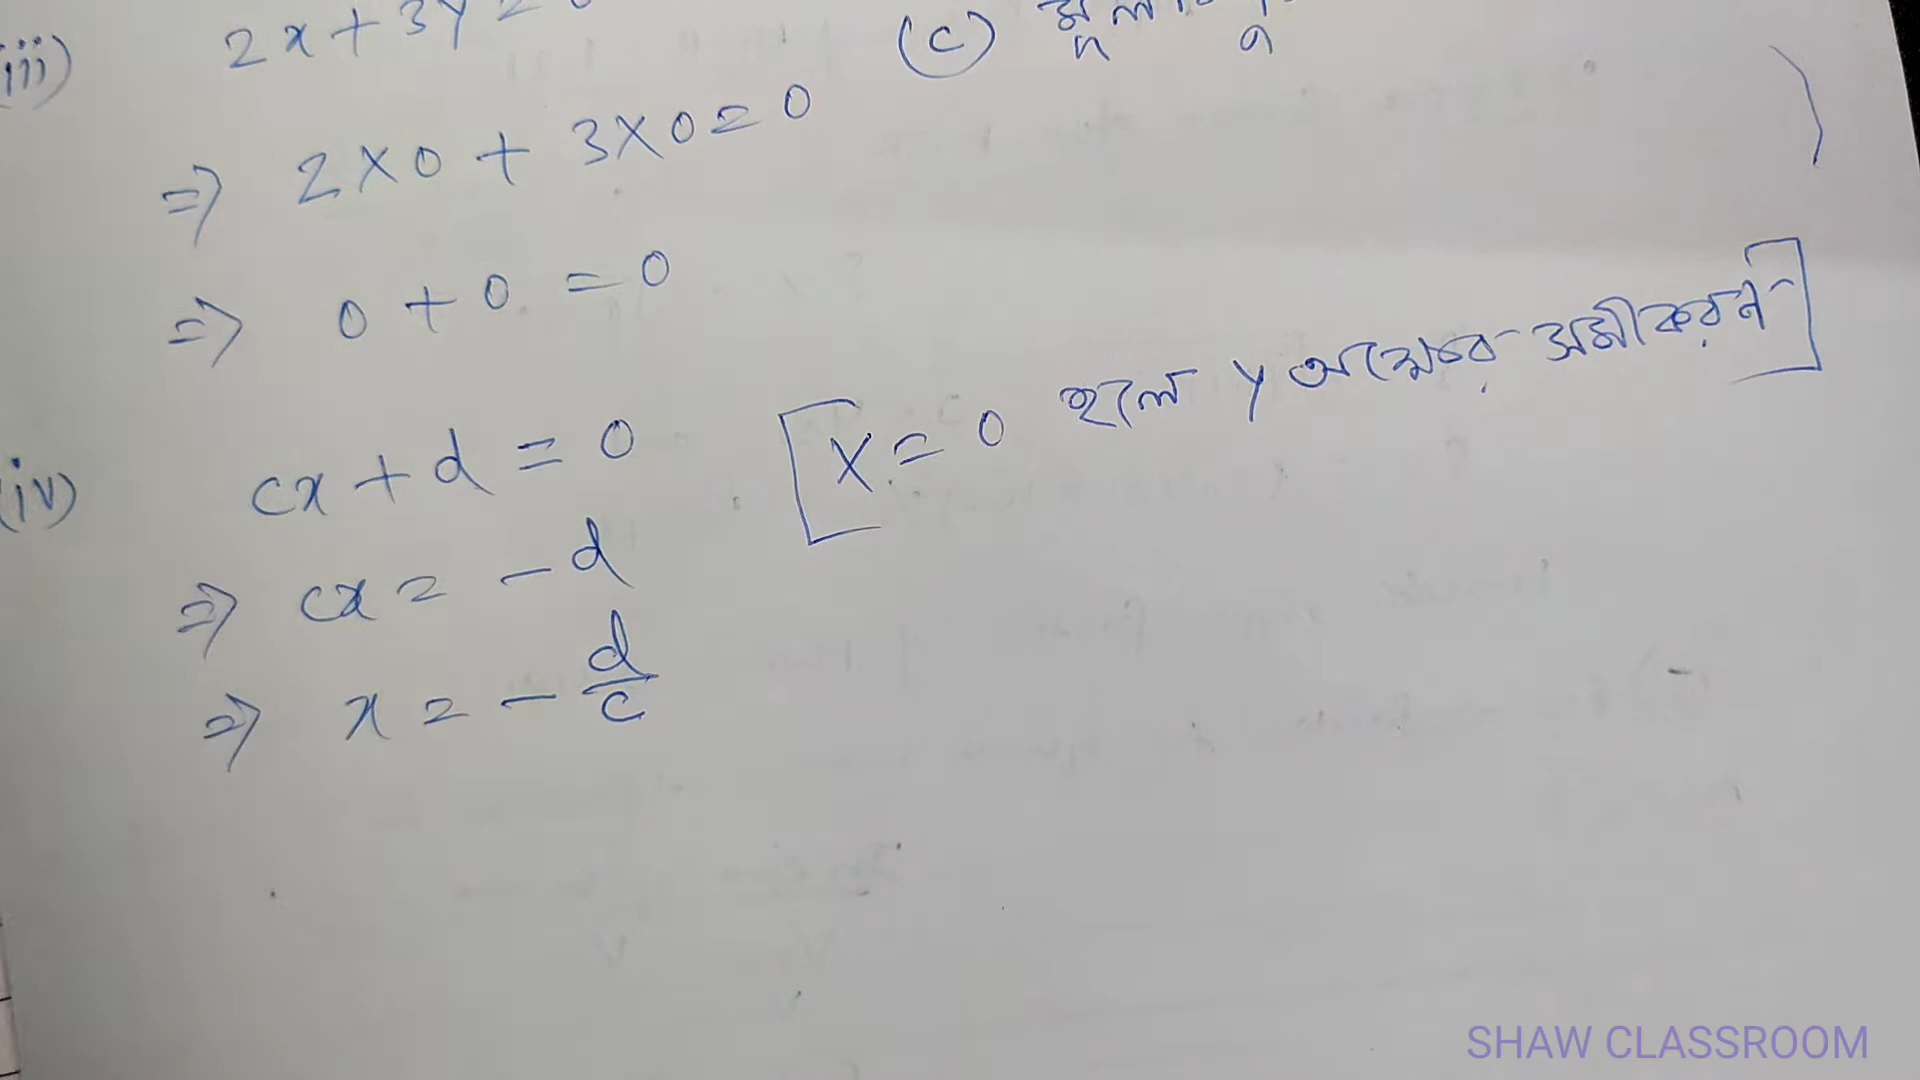 (iii) 2x + 3y =
(c)
⇒ 2×0 + 3×0 = 0
⇒ 0 + 0 = 0
(iv) cx + d = 0 [x = 0 হলে y অক্ষের সমীকরণ]
⇒ cx = - d
⇒ x = - d/c
SHAW CLASSROOM